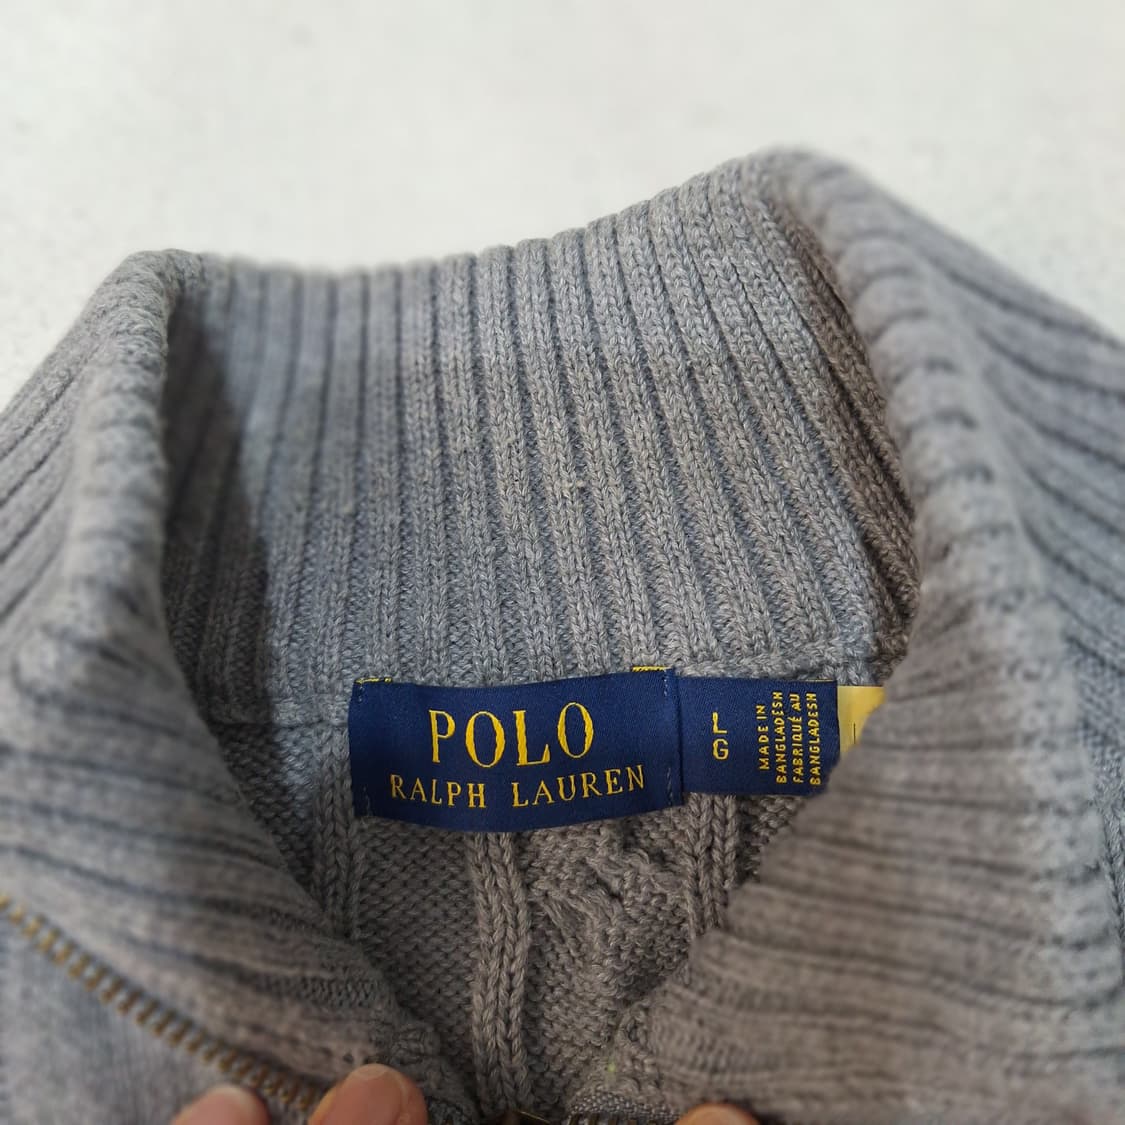 POLO
RALPH LAUREN
L
G
MADE IN
BANGLADESH
FABRIQUÉ AU
BANGLADESH